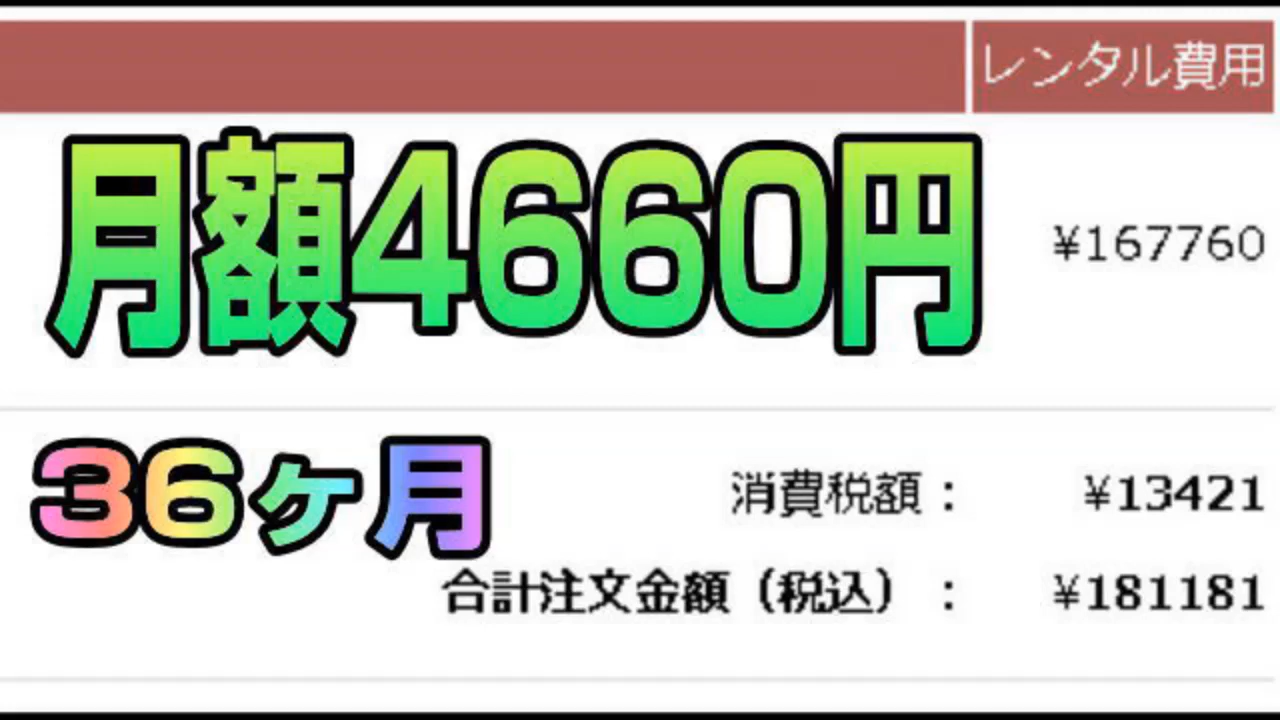 レンタル費用
月額4660円
¥167760
36ヶ月
消費税額： ¥13421
合計注文金額（税込）： ¥181181